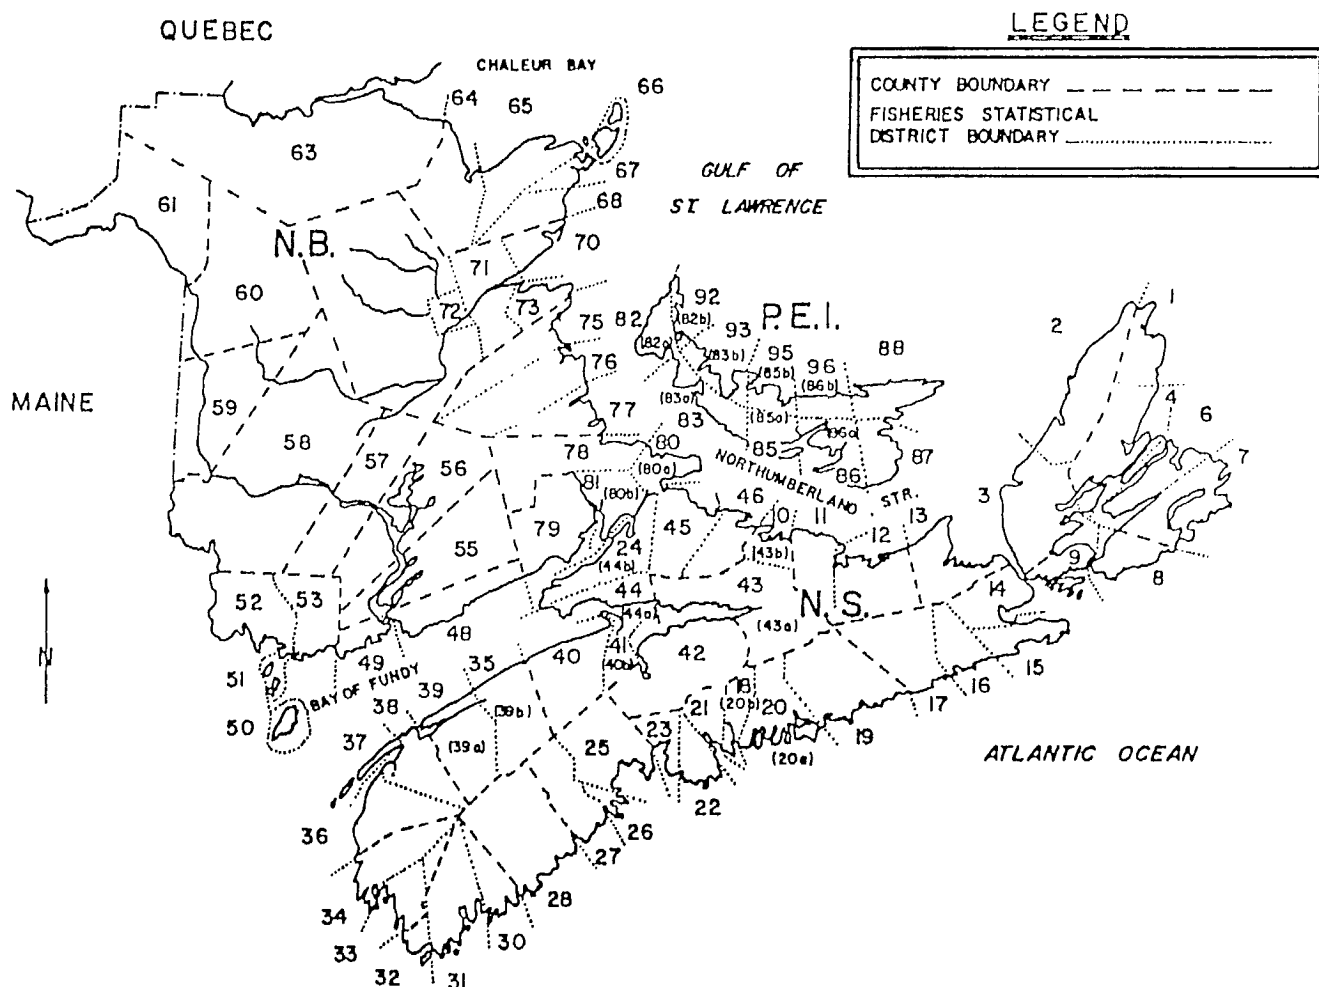 QUEBEC
LEGEND
COUNTY BOUNDARY
FISHERIES STATISTICAL
DISTRICT BOUNDARY
CHALEUR BAY
64
65
66
63
67
GULF OF
ST. LAWRENCE
61
68
N.B.
70
71
60
72
73
92
P.E.I.
1
2
75
82
(82b)
93
88
(82a)
(83b)
95
(85b)
96
(86b)
76
MAINE
59
(83a)
4
6
77
83
(85a)
(86a)
58
57
56
78
80
(80a)
85
86
87
7
NORTHUMBERLAND STR.
81
(80b)
46
10
11
12
13
3
79
45
55
24
(44b)
(43b)
9
8
52
53
44
43
N.S.
14
(44a)
(43a)
48
N
49
35
40
41
(40b)
42
15
51
BAY OF FUNDY
39
18
16
50
38
(38b)
21
(20b)
20
17
37
(39a)
25
23
19
(20a)
ATLANTIC OCEAN
22
36
26
27
28
34
33
30
32
31